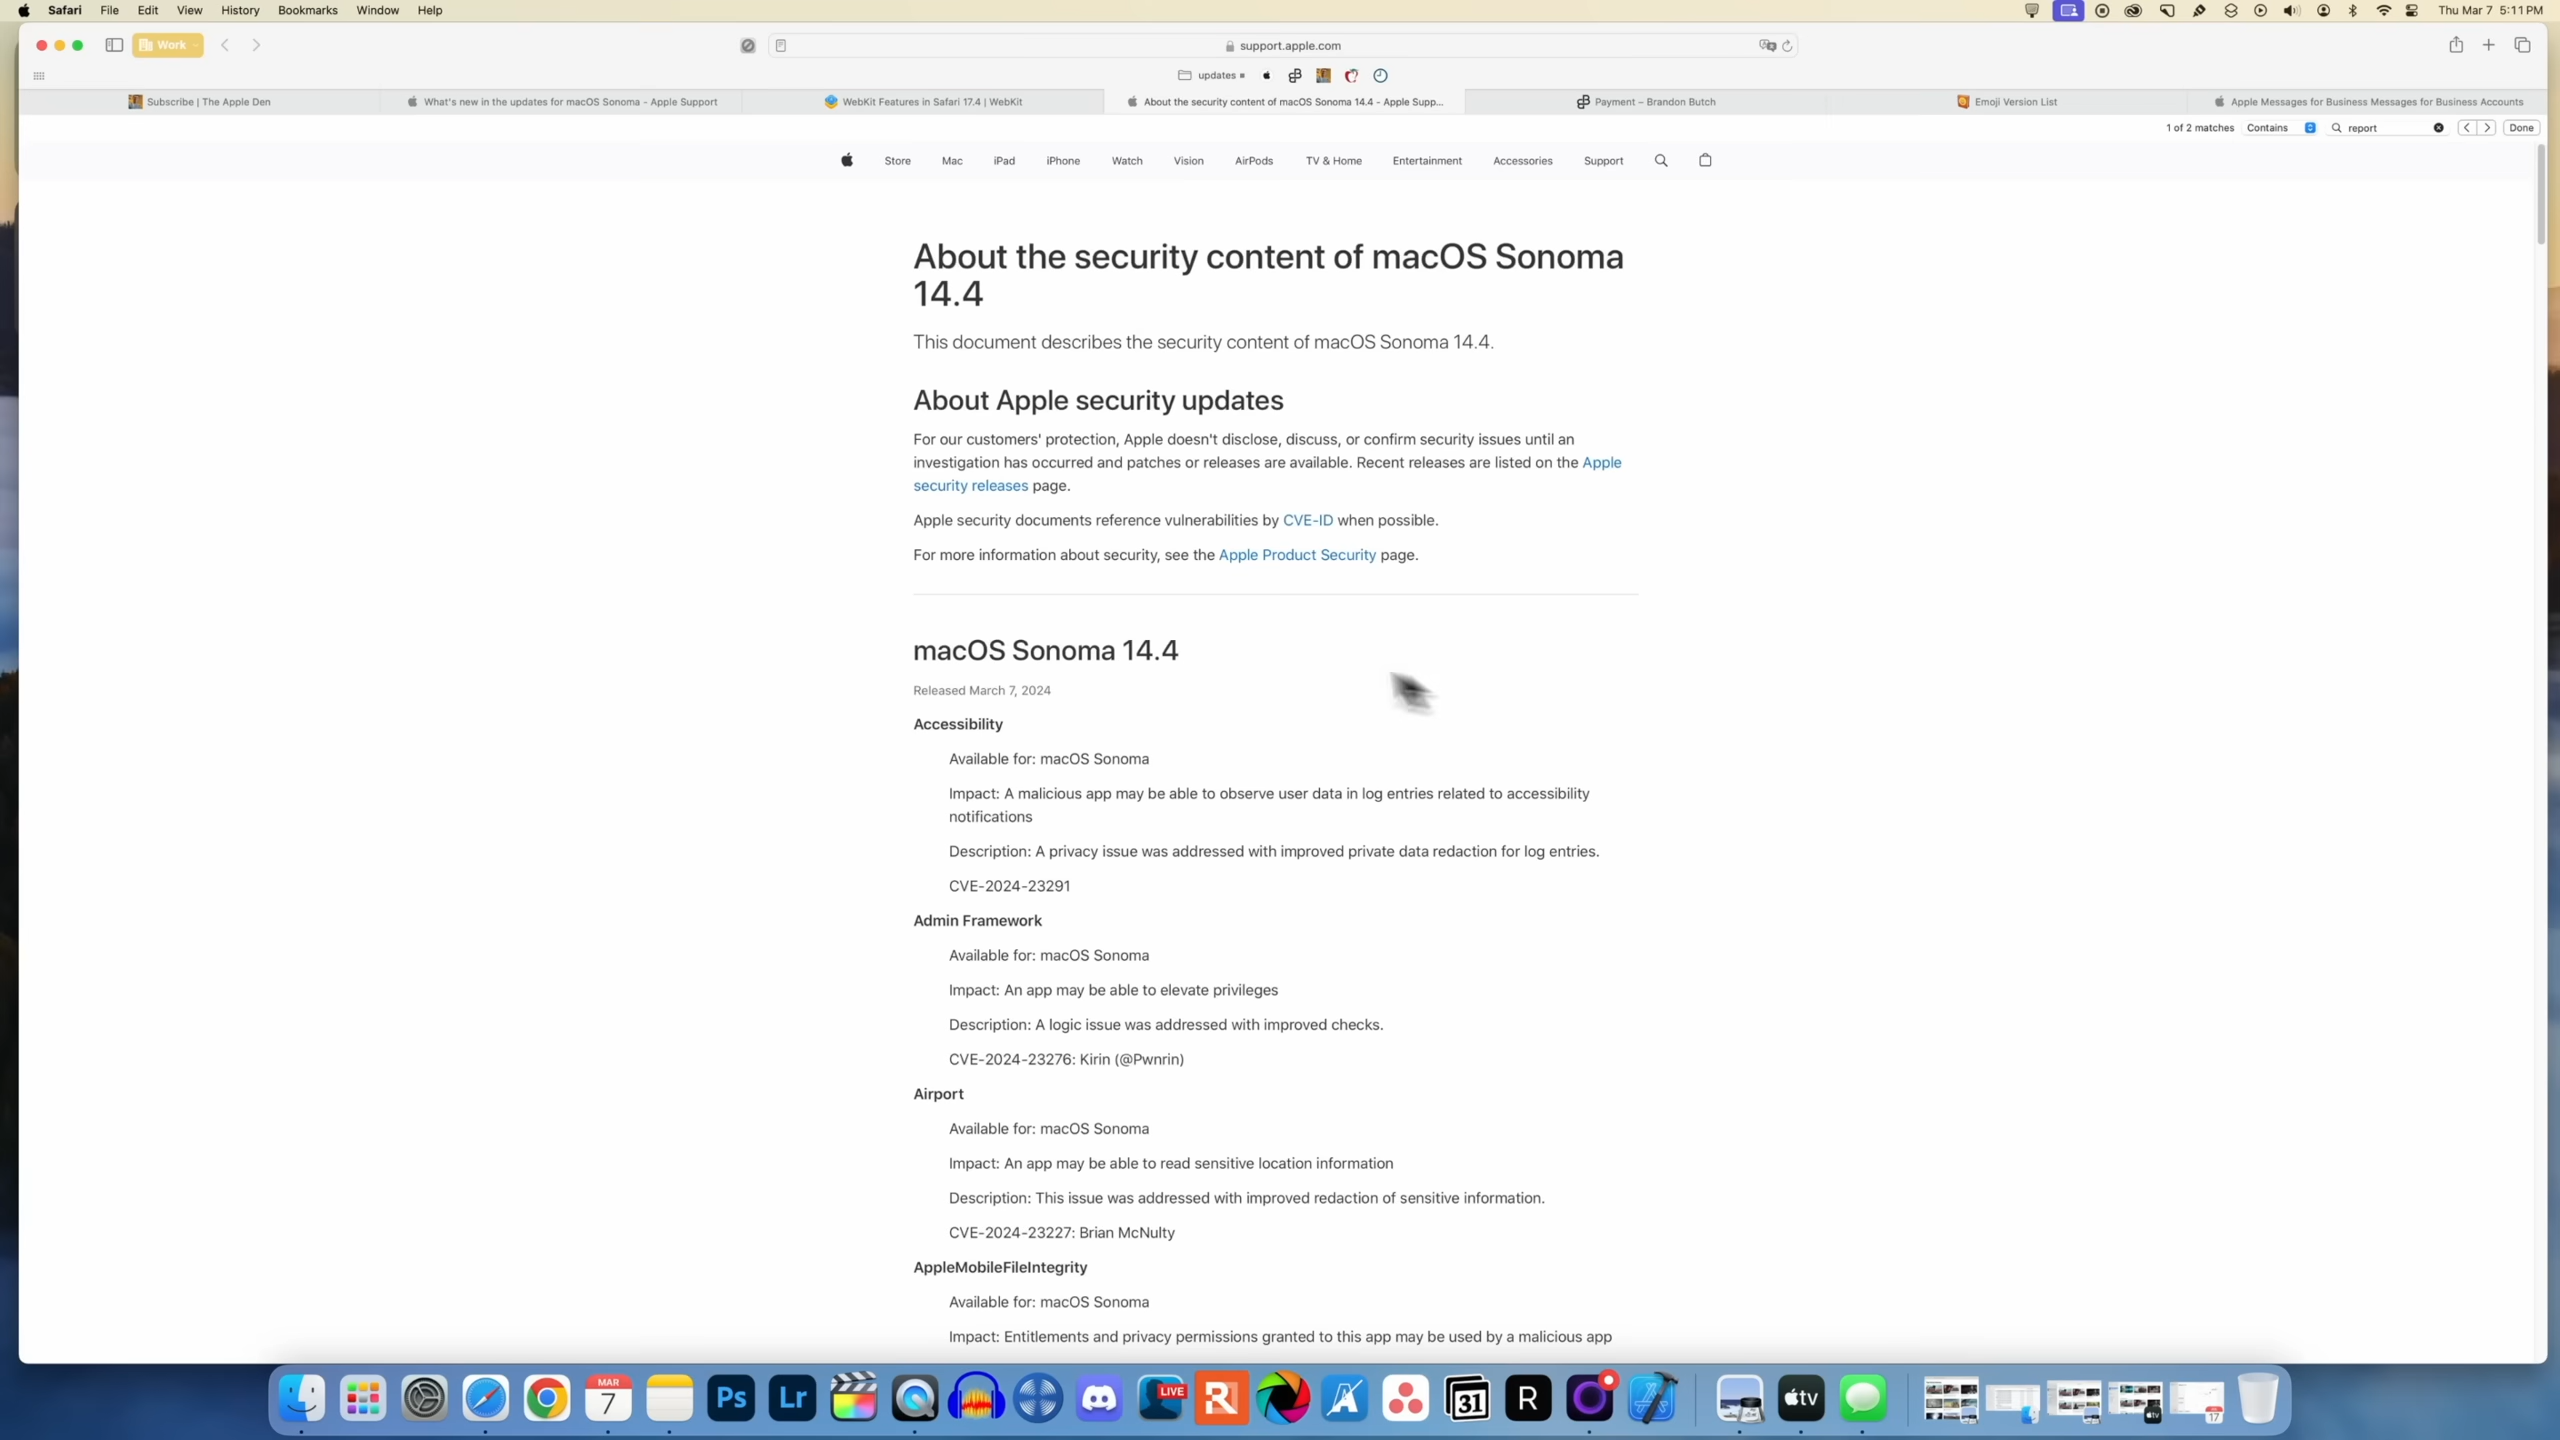 Safari File Edit View History Bookmarks Window Help
Thu Mar 7 5:11 PM
Work
support.apple.com
updates
Subscribe | The Apple Den
What's new in the updates for macOS Sonoma - Apple Support
WebKit Features in Safari 17.4 | WebKit
About the security content of macOS Sonoma 14.4 - Apple Supp...
Payment – Brandon Butch
Emoji Version List
Apple Messages for Business Messages for Business Accounts
1 of 2 matches Contains report Done
Store Mac iPad iPhone Watch Vision AirPods TV & Home Entertainment Accessories Support
About the security content of macOS Sonoma
14.4
This document describes the security content of macOS Sonoma 14.4.
About Apple security updates
For our customers' protection, Apple doesn't disclose, discuss, or confirm security issues until an
investigation has occurred and patches or releases are available. Recent releases are listed on the Apple
security releases page.
Apple security documents reference vulnerabilities by CVE-ID when possible.
For more information about security, see the Apple Product Security page.
macOS Sonoma 14.4
Released March 7, 2024
Accessibility
Available for: macOS Sonoma
Impact: A malicious app may be able to observe user data in log entries related to accessibility
notifications
Description: A privacy issue was addressed with improved private data redaction for log entries.
CVE-2024-23291
Admin Framework
Available for: macOS Sonoma
Impact: An app may be able to elevate privileges
Description: A logic issue was addressed with improved checks.
CVE-2024-23276: Kirin (@Pwnrin)
Airport
Available for: macOS Sonoma
Impact: An app may be able to read sensitive location information
Description: This issue was addressed with improved redaction of sensitive information.
CVE-2024-23227: Brian McNulty
AppleMobileFileIntegrity
Available for: macOS Sonoma
Impact: Entitlements and privacy permissions granted to this app may be used by a malicious app
MAR
7
Ps
Lr
LIVE
R
31
R
tv
17